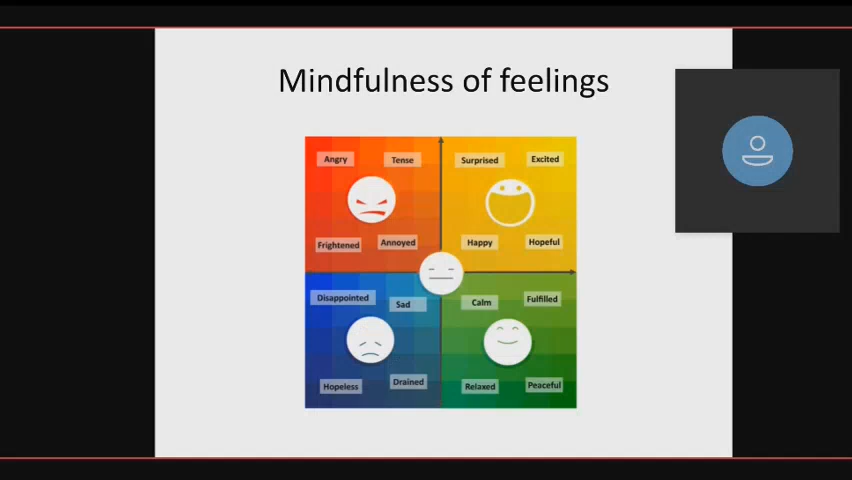 Mindfulness of feelings
Angry Tense
Surprised Excited
Frightened Annoyed
Happy Hopeful
Disappointed Sad
Calm Fulfilled
Hopeless Drained
Relaxed Peaceful